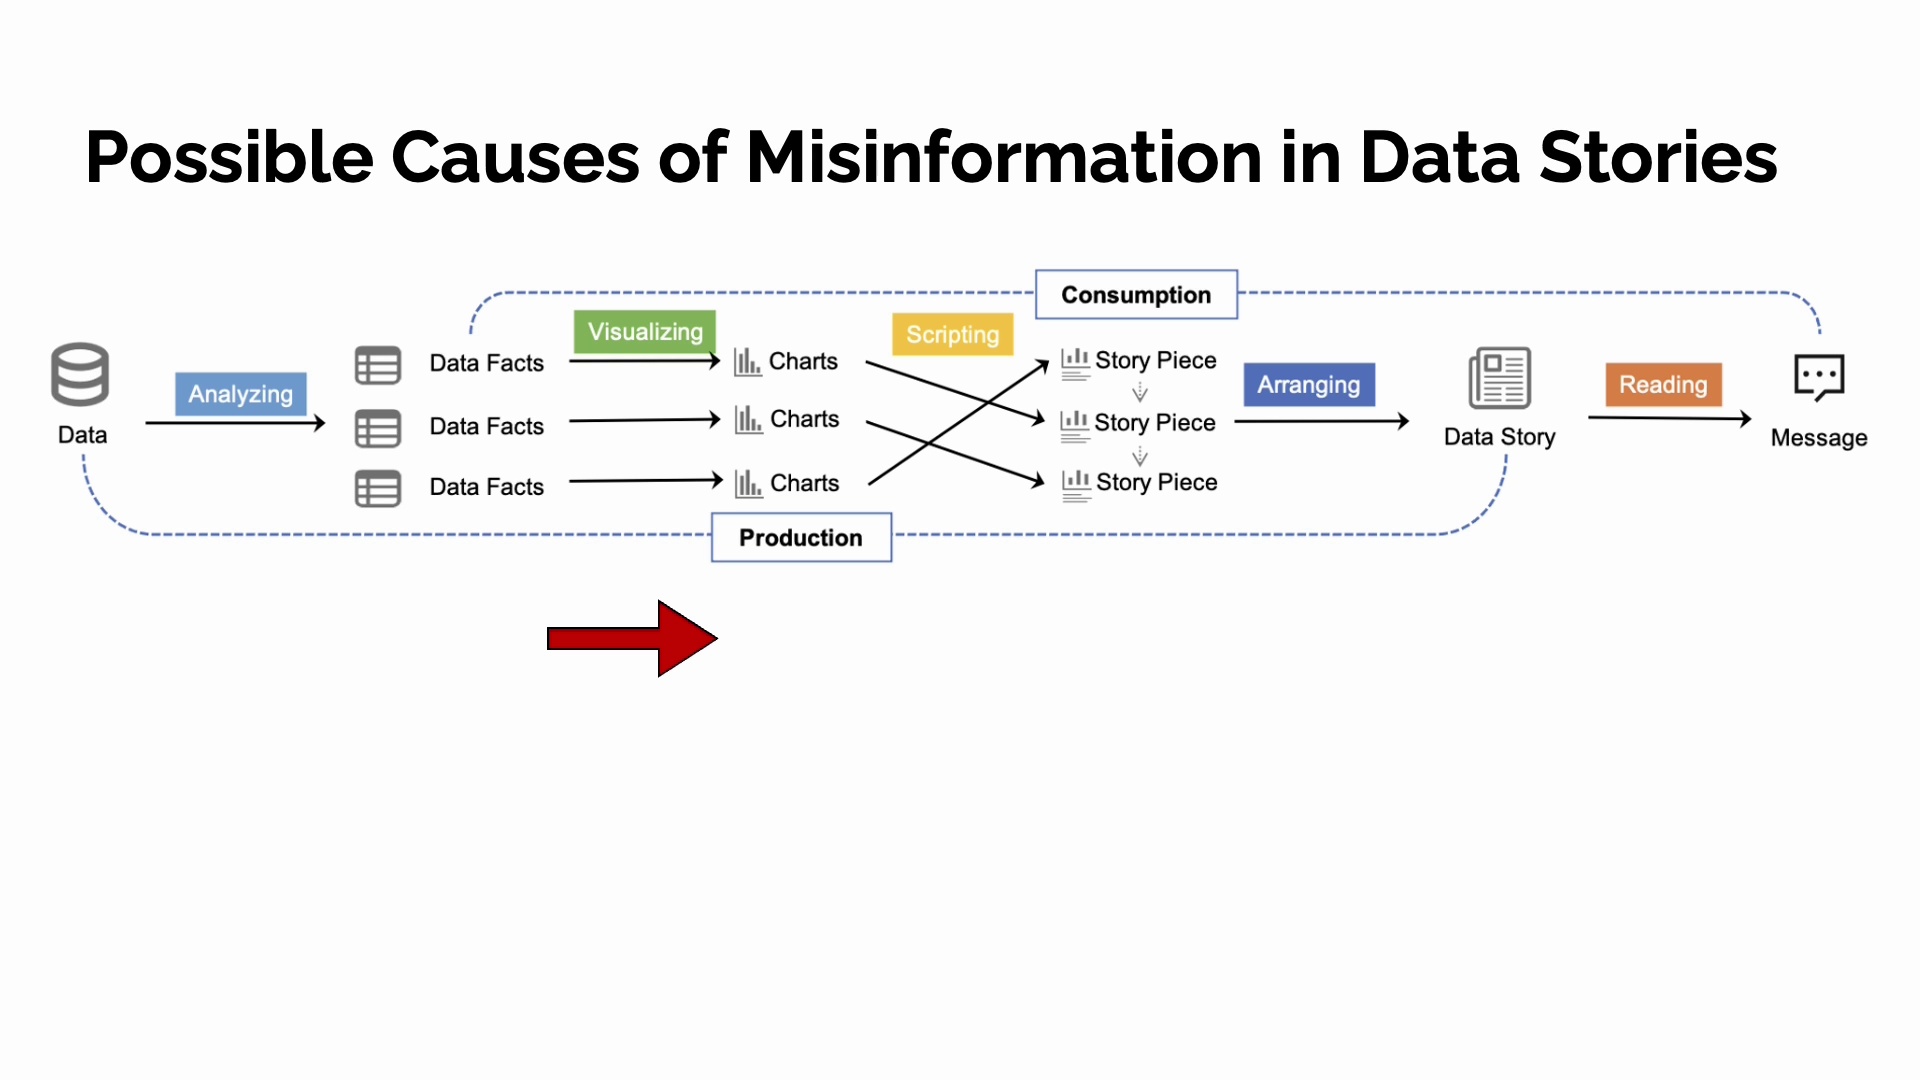 Possible Causes of Misinformation in Data Stories
Consumption
Visualizing
Scripting
Analyzing
Arranging
Reading
Data
Data Facts
Data Facts
Data Facts
Charts
Charts
Charts
Story Piece
Story Piece
Story Piece
Data Story
Message
Production